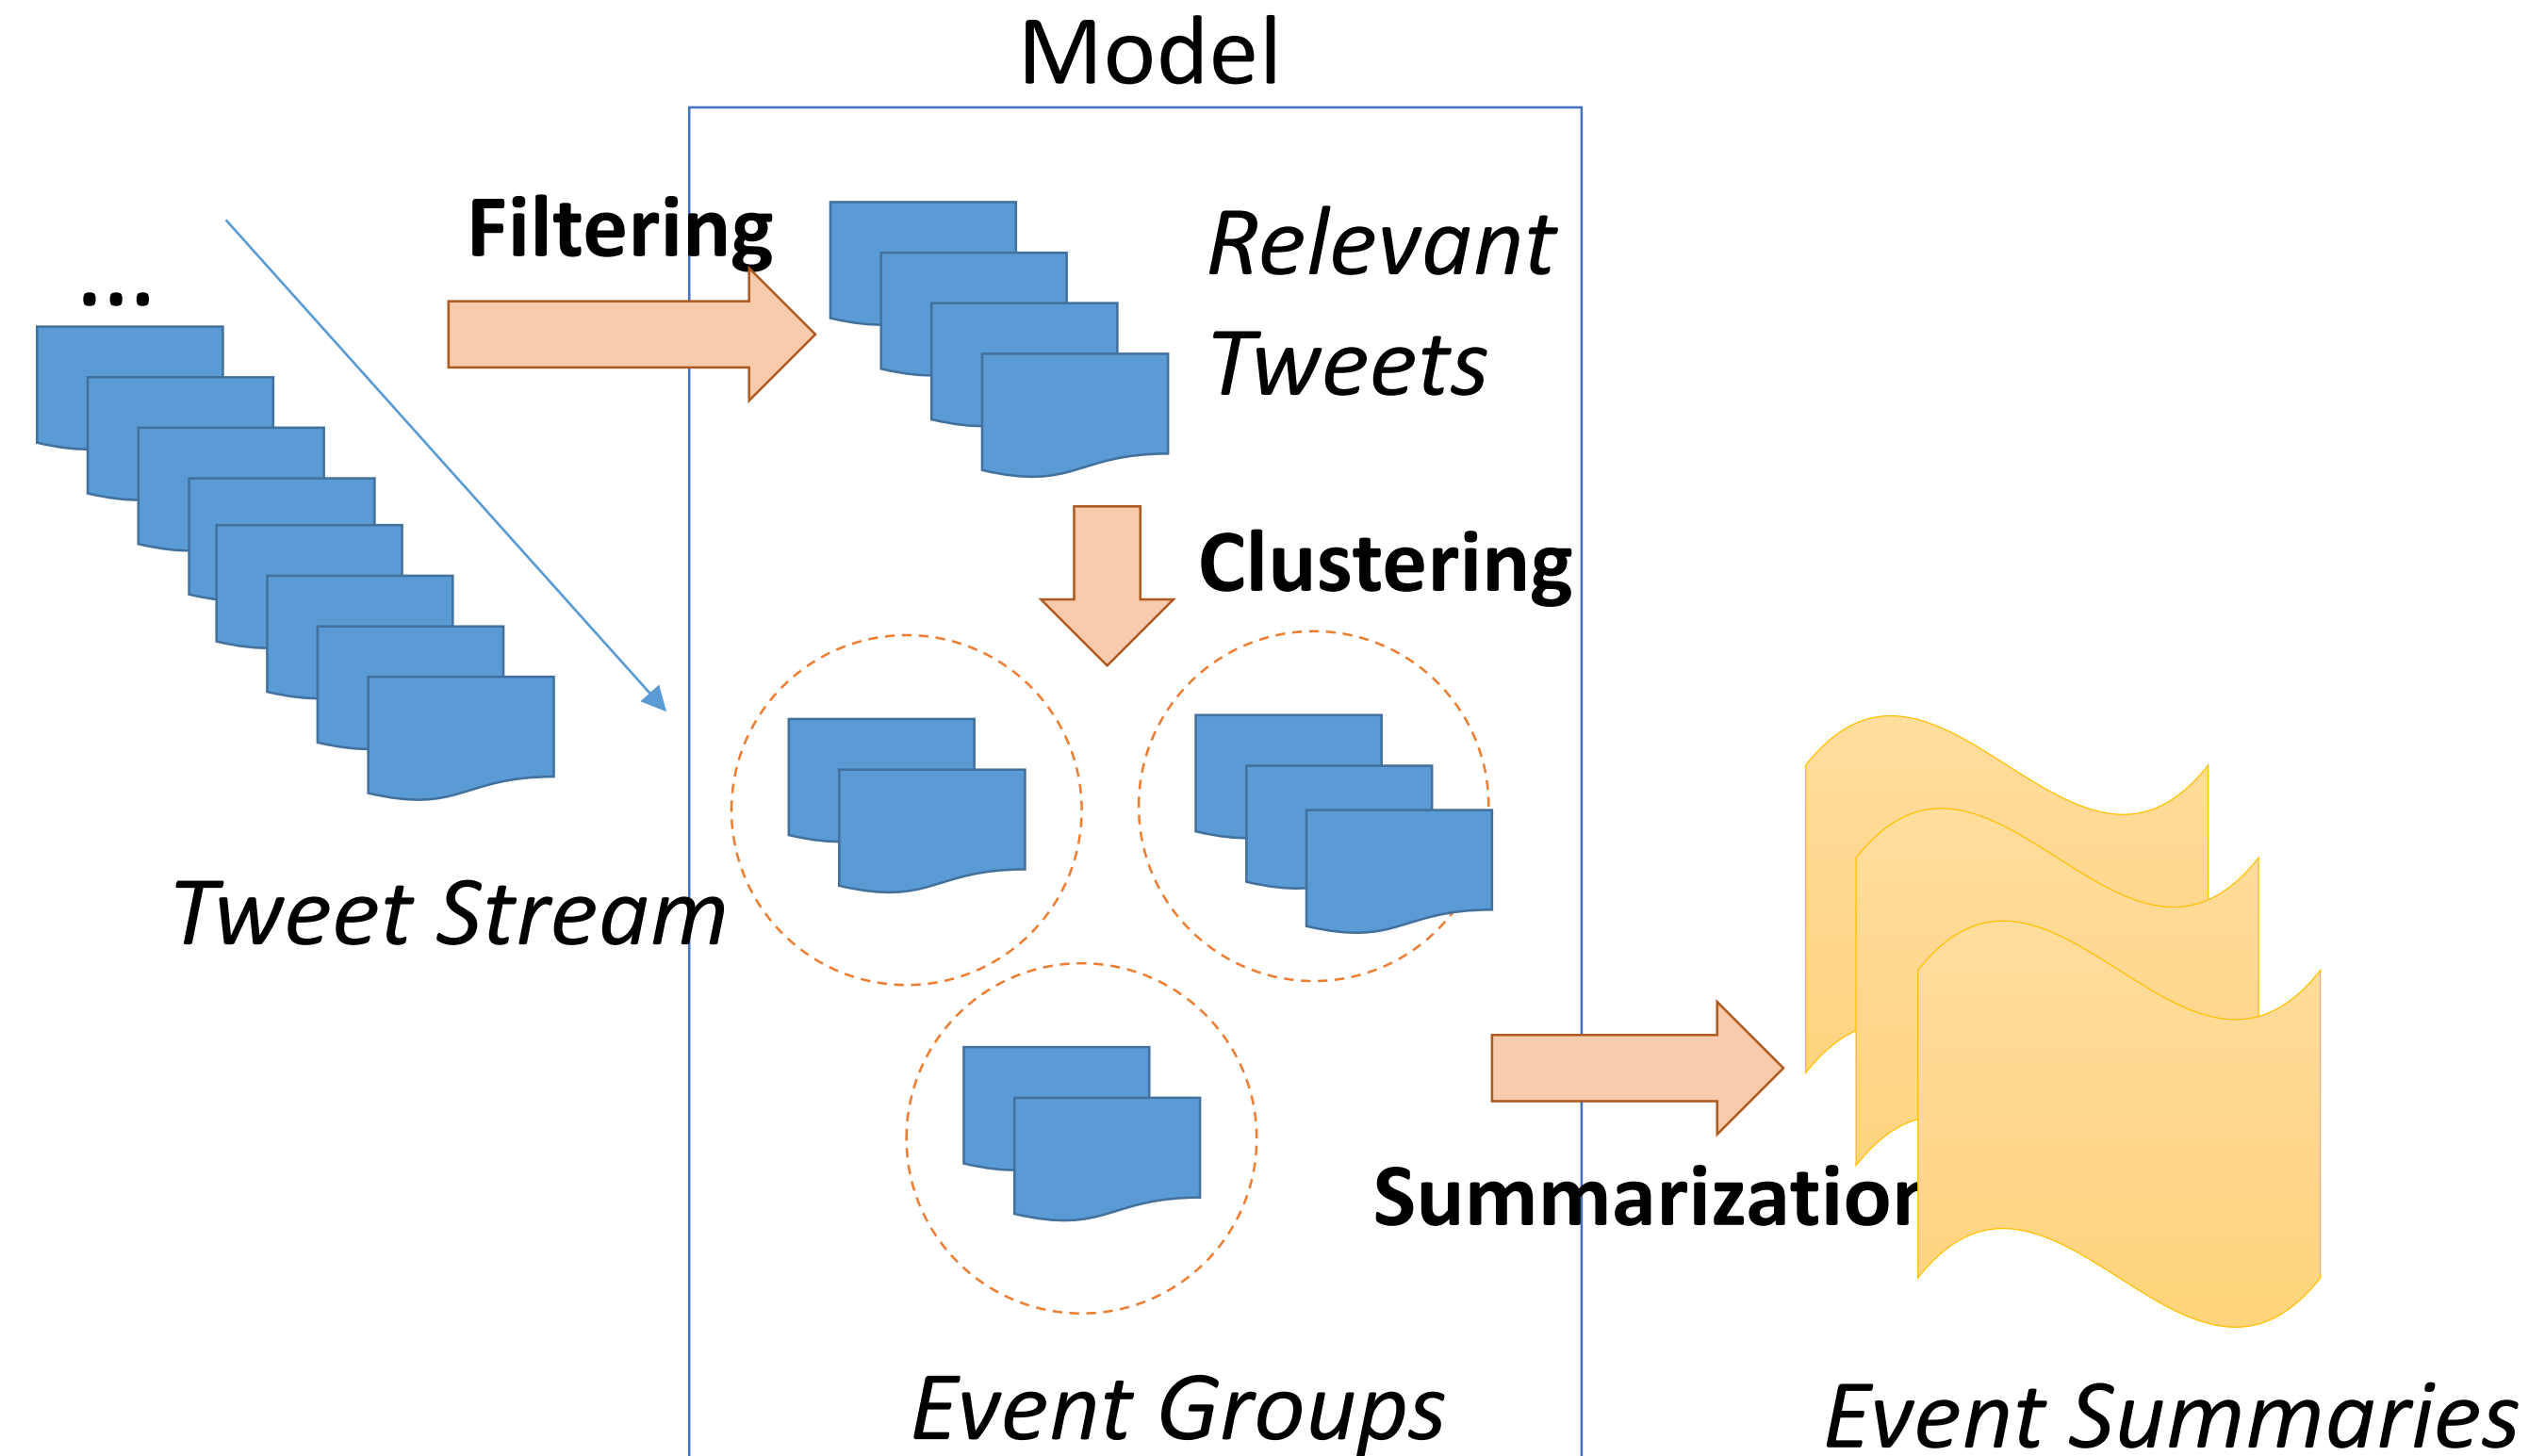 Model
Filtering
Relevant
Tweets
...
Clustering
Tweet Stream
Summarization
Event Groups
Event Summaries